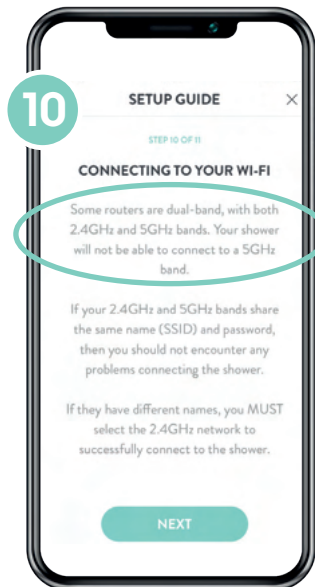 10
SETUP GUIDE ×
STEP 10 OF 11
CONNECTING TO YOUR WI-FI
Some routers are dual-band, with both
2.4GHz and 5GHz bands. Your shower
will not be able to connect to a 5GHz
band.
If your 2.4GHz and 5GHz bands share
the same name (SSID) and password,
then you should not encounter any
problems connecting the shower.
If they have different names, you MUST
select the 2.4GHz network to
successfully connect to the shower.
NEXT